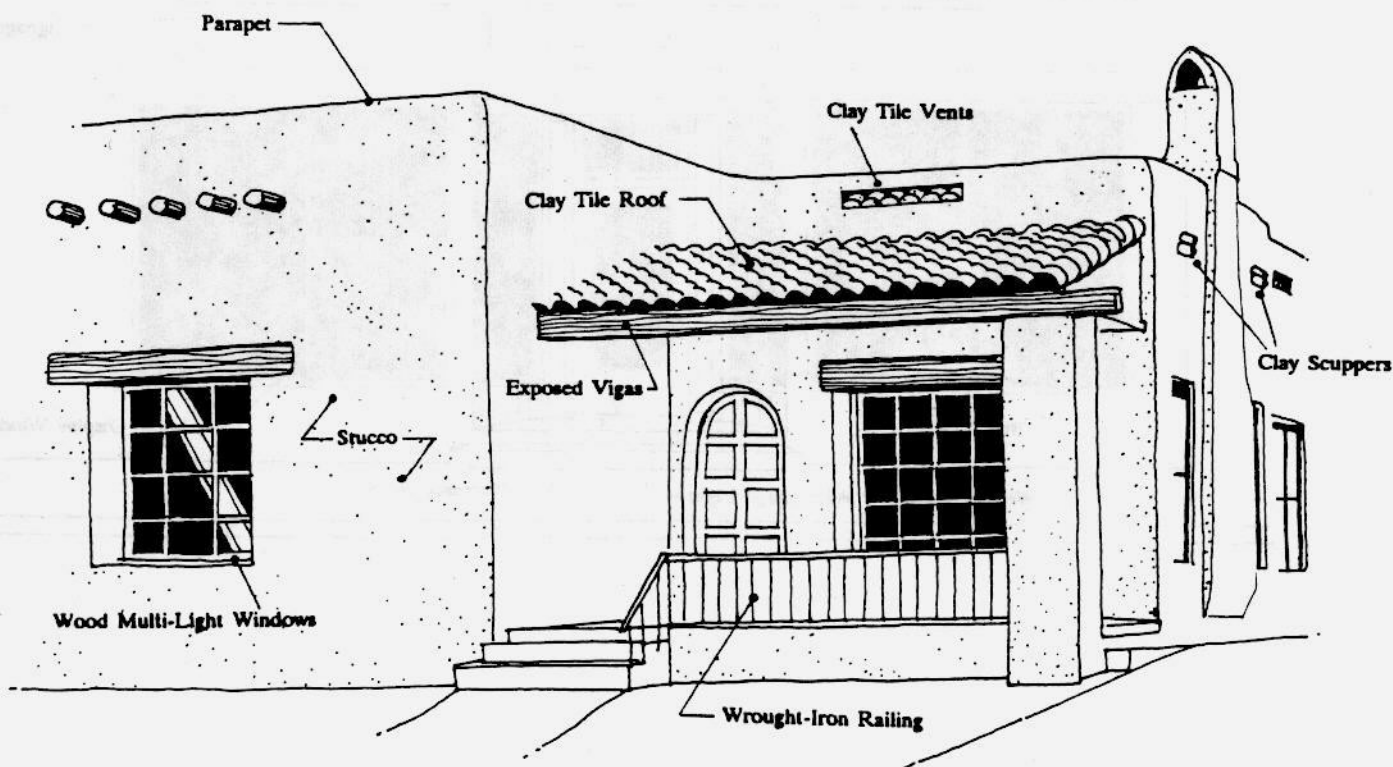 Parapet
Clay Tile Vents
Clay Tile Roof
Exposed Vigas
Clay Scuppers
Stucco
Wood Multi-Light Windows
Wrought-Iron Railing